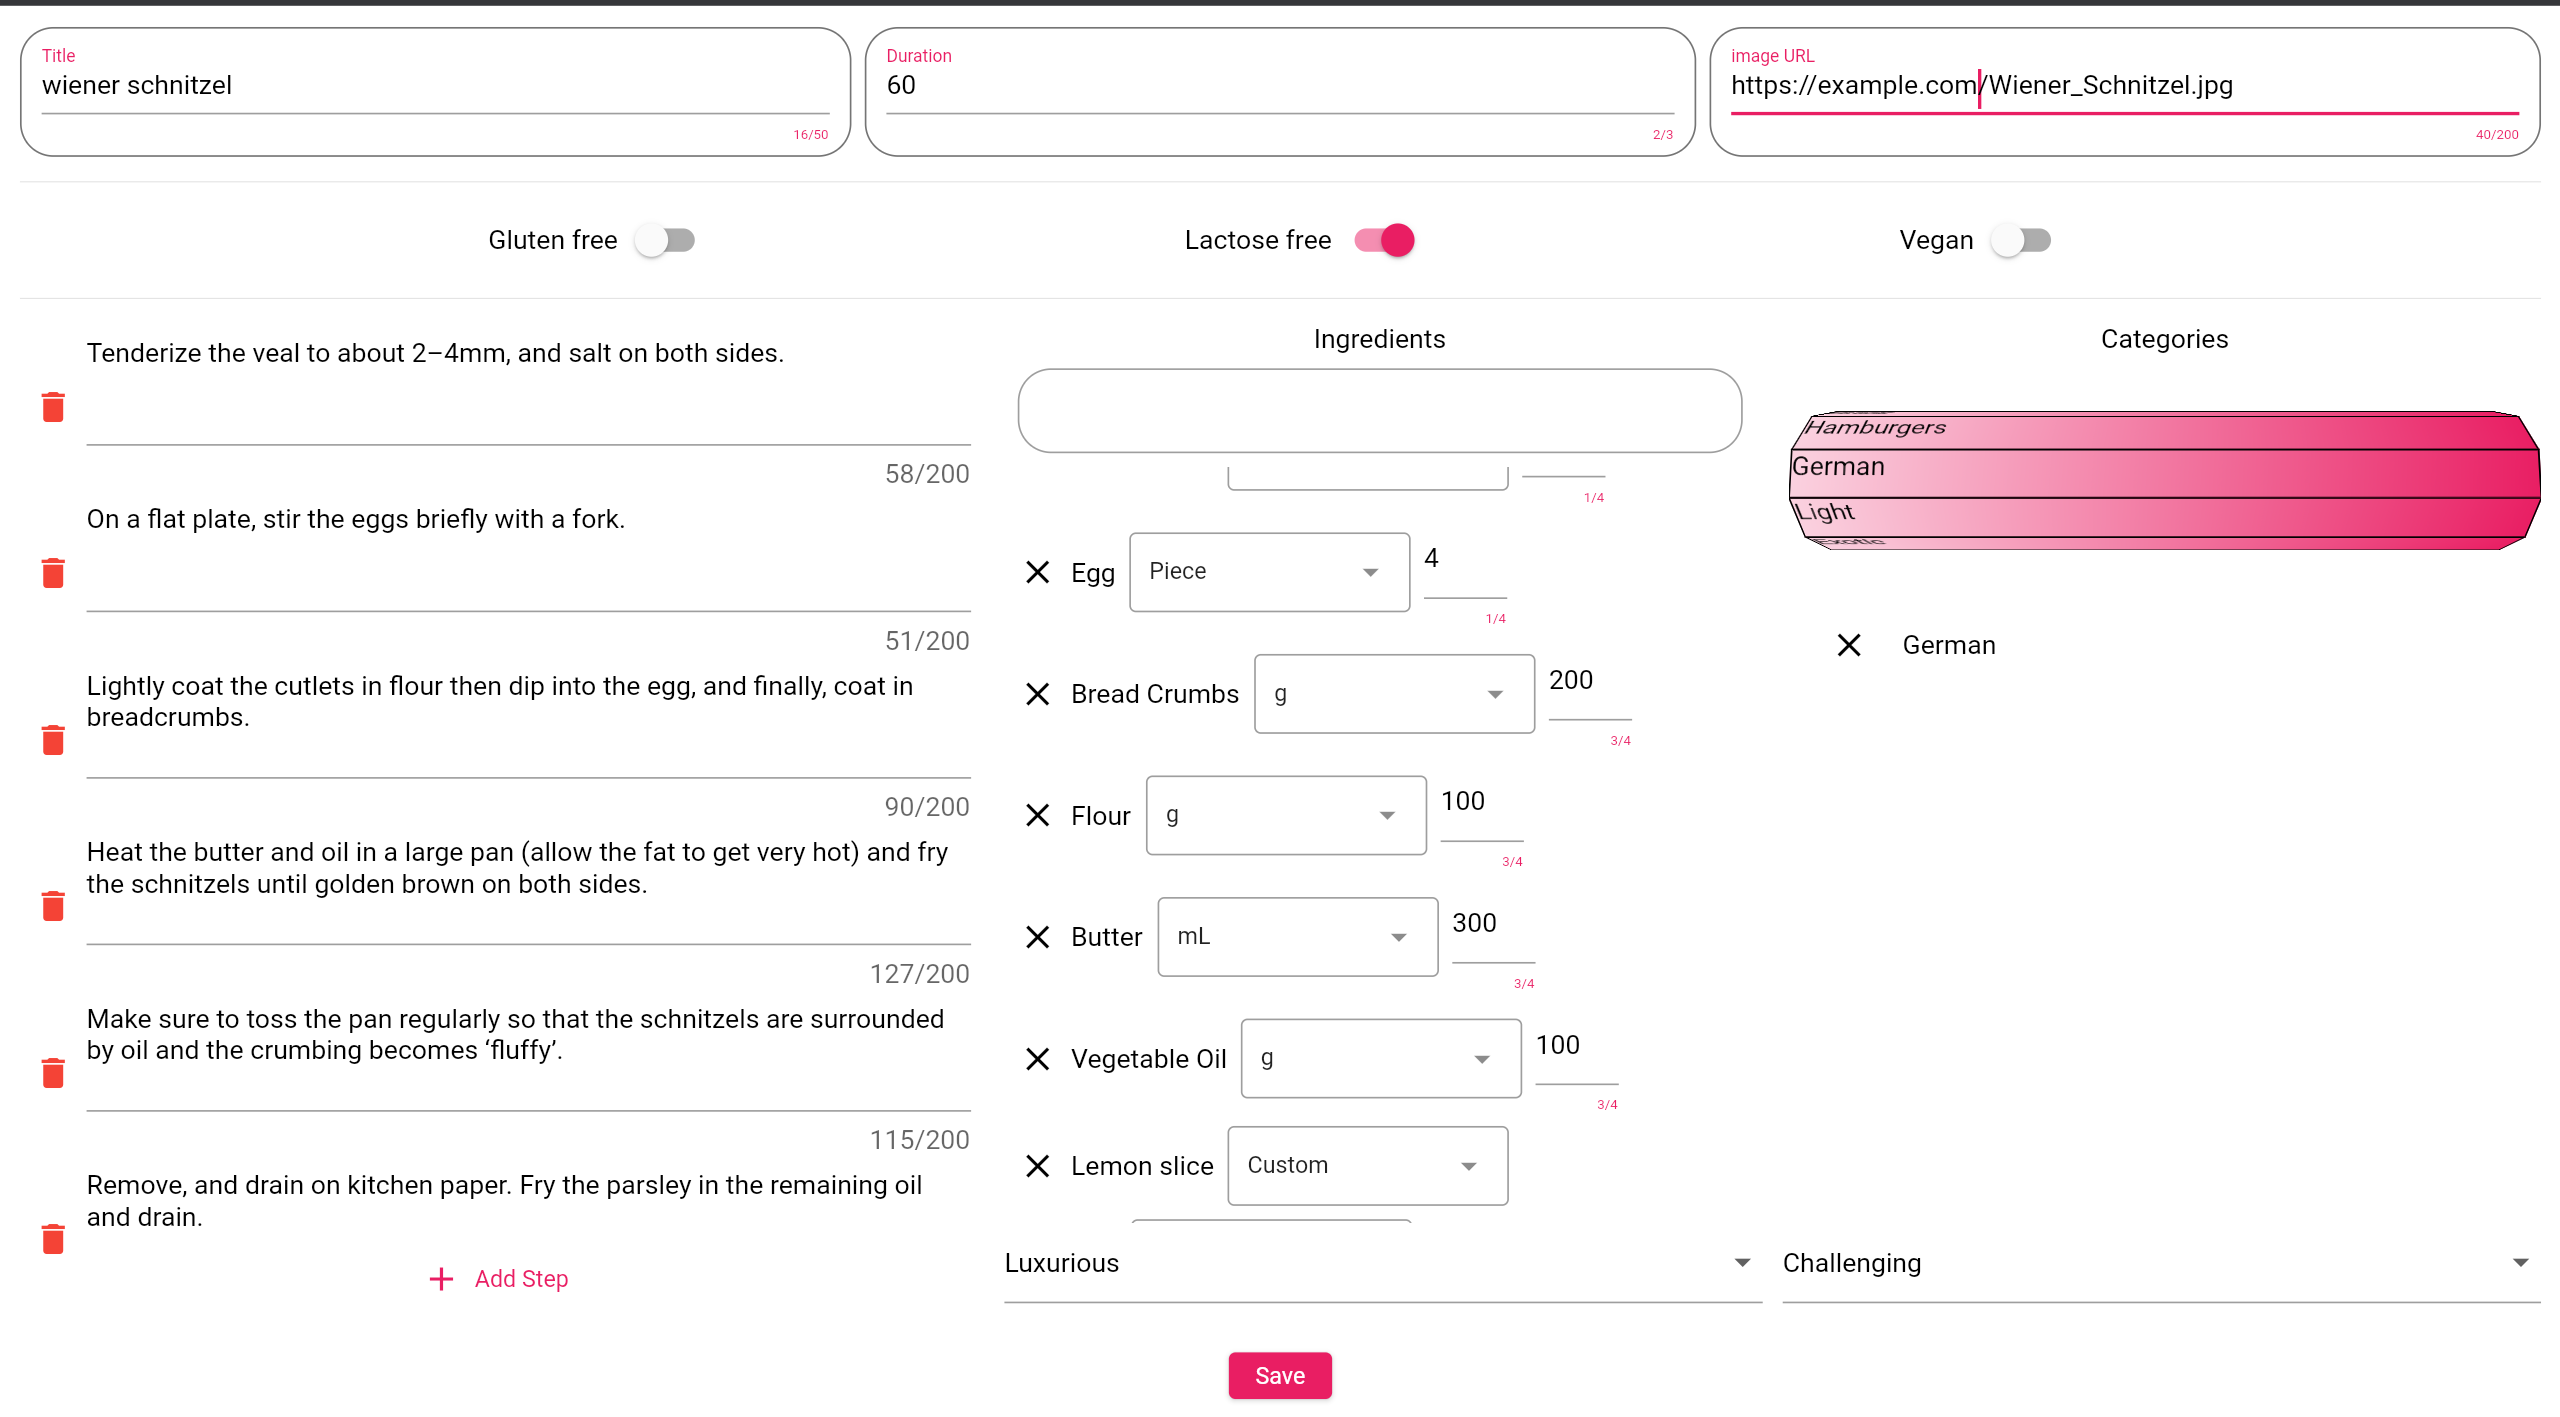 Title
wiener schnitzel
16/50
Duration
60
2/3
image URL
https://example.com/Wiener_Schnitzel.jpg
40/200
Gluten free
Lactose free
Vegan
Tenderize the veal to about 2–4mm, and salt on both sides.
58/200
On a flat plate, stir the eggs briefly with a fork.
51/200
Lightly coat the cutlets in flour then dip into the egg, and finally, coat in
breadcrumbs.
90/200
Heat the butter and oil in a large pan (allow the fat to get very hot) and fry
the schnitzels until golden brown on both sides.
127/200
Make sure to toss the pan regularly so that the schnitzels are surrounded
by oil and the crumbing becomes ‘fluffy’.
115/200
Remove, and drain on kitchen paper. Fry the parsley in the remaining oil
and drain.
Add Step
Ingredients
1/4
Egg Piece 4
1/4
Bread Crumbs g 200
3/4
Flour g 100
3/4
Butter mL 300
3/4
Vegetable Oil g 100
3/4
Lemon slice Custom
Luxurious
Categories
Hamburgers
German
Light
Exotic
German
Challenging
Save